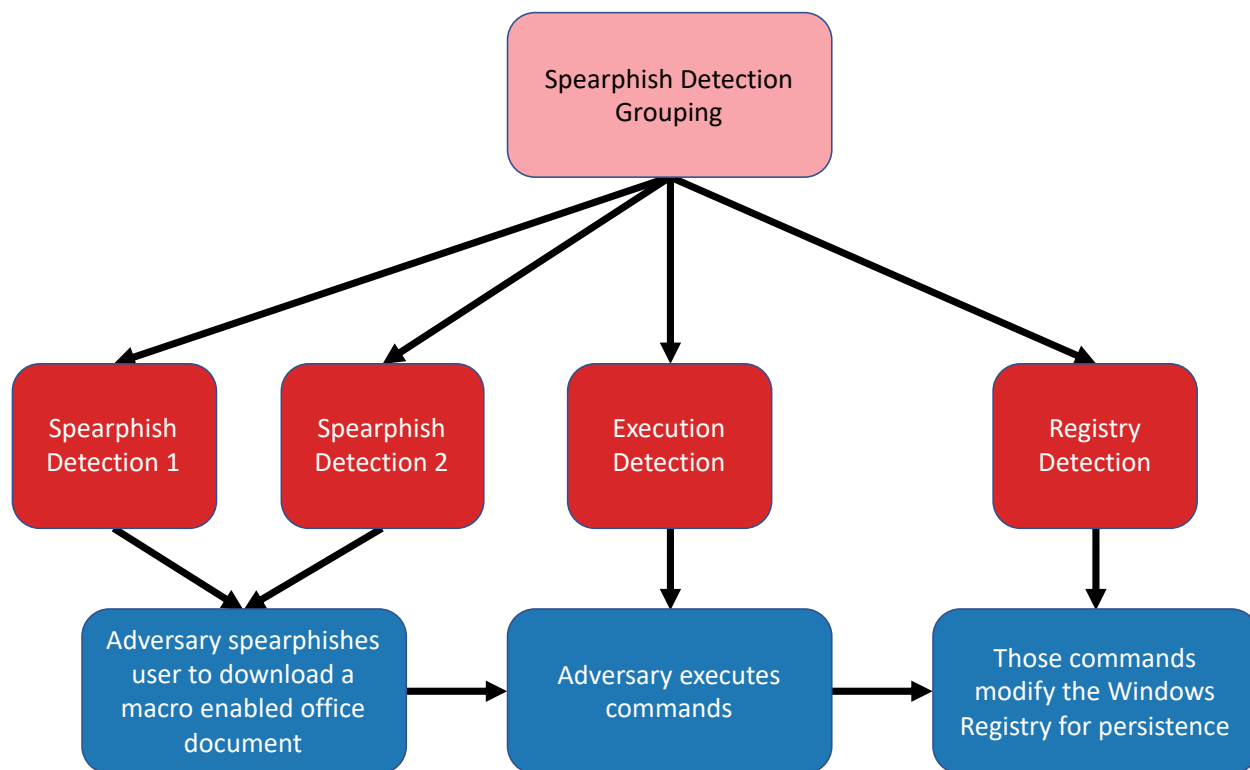 Spearphish Detection
Grouping
Spearphish
Detection 1
Spearphish
Detection 2
Execution
Detection
Registry
Detection
Adversary spearphishes
user to download a
macro enabled office
document
Adversary executes
commands
Those commands
modify the Windows
Registry for persistence